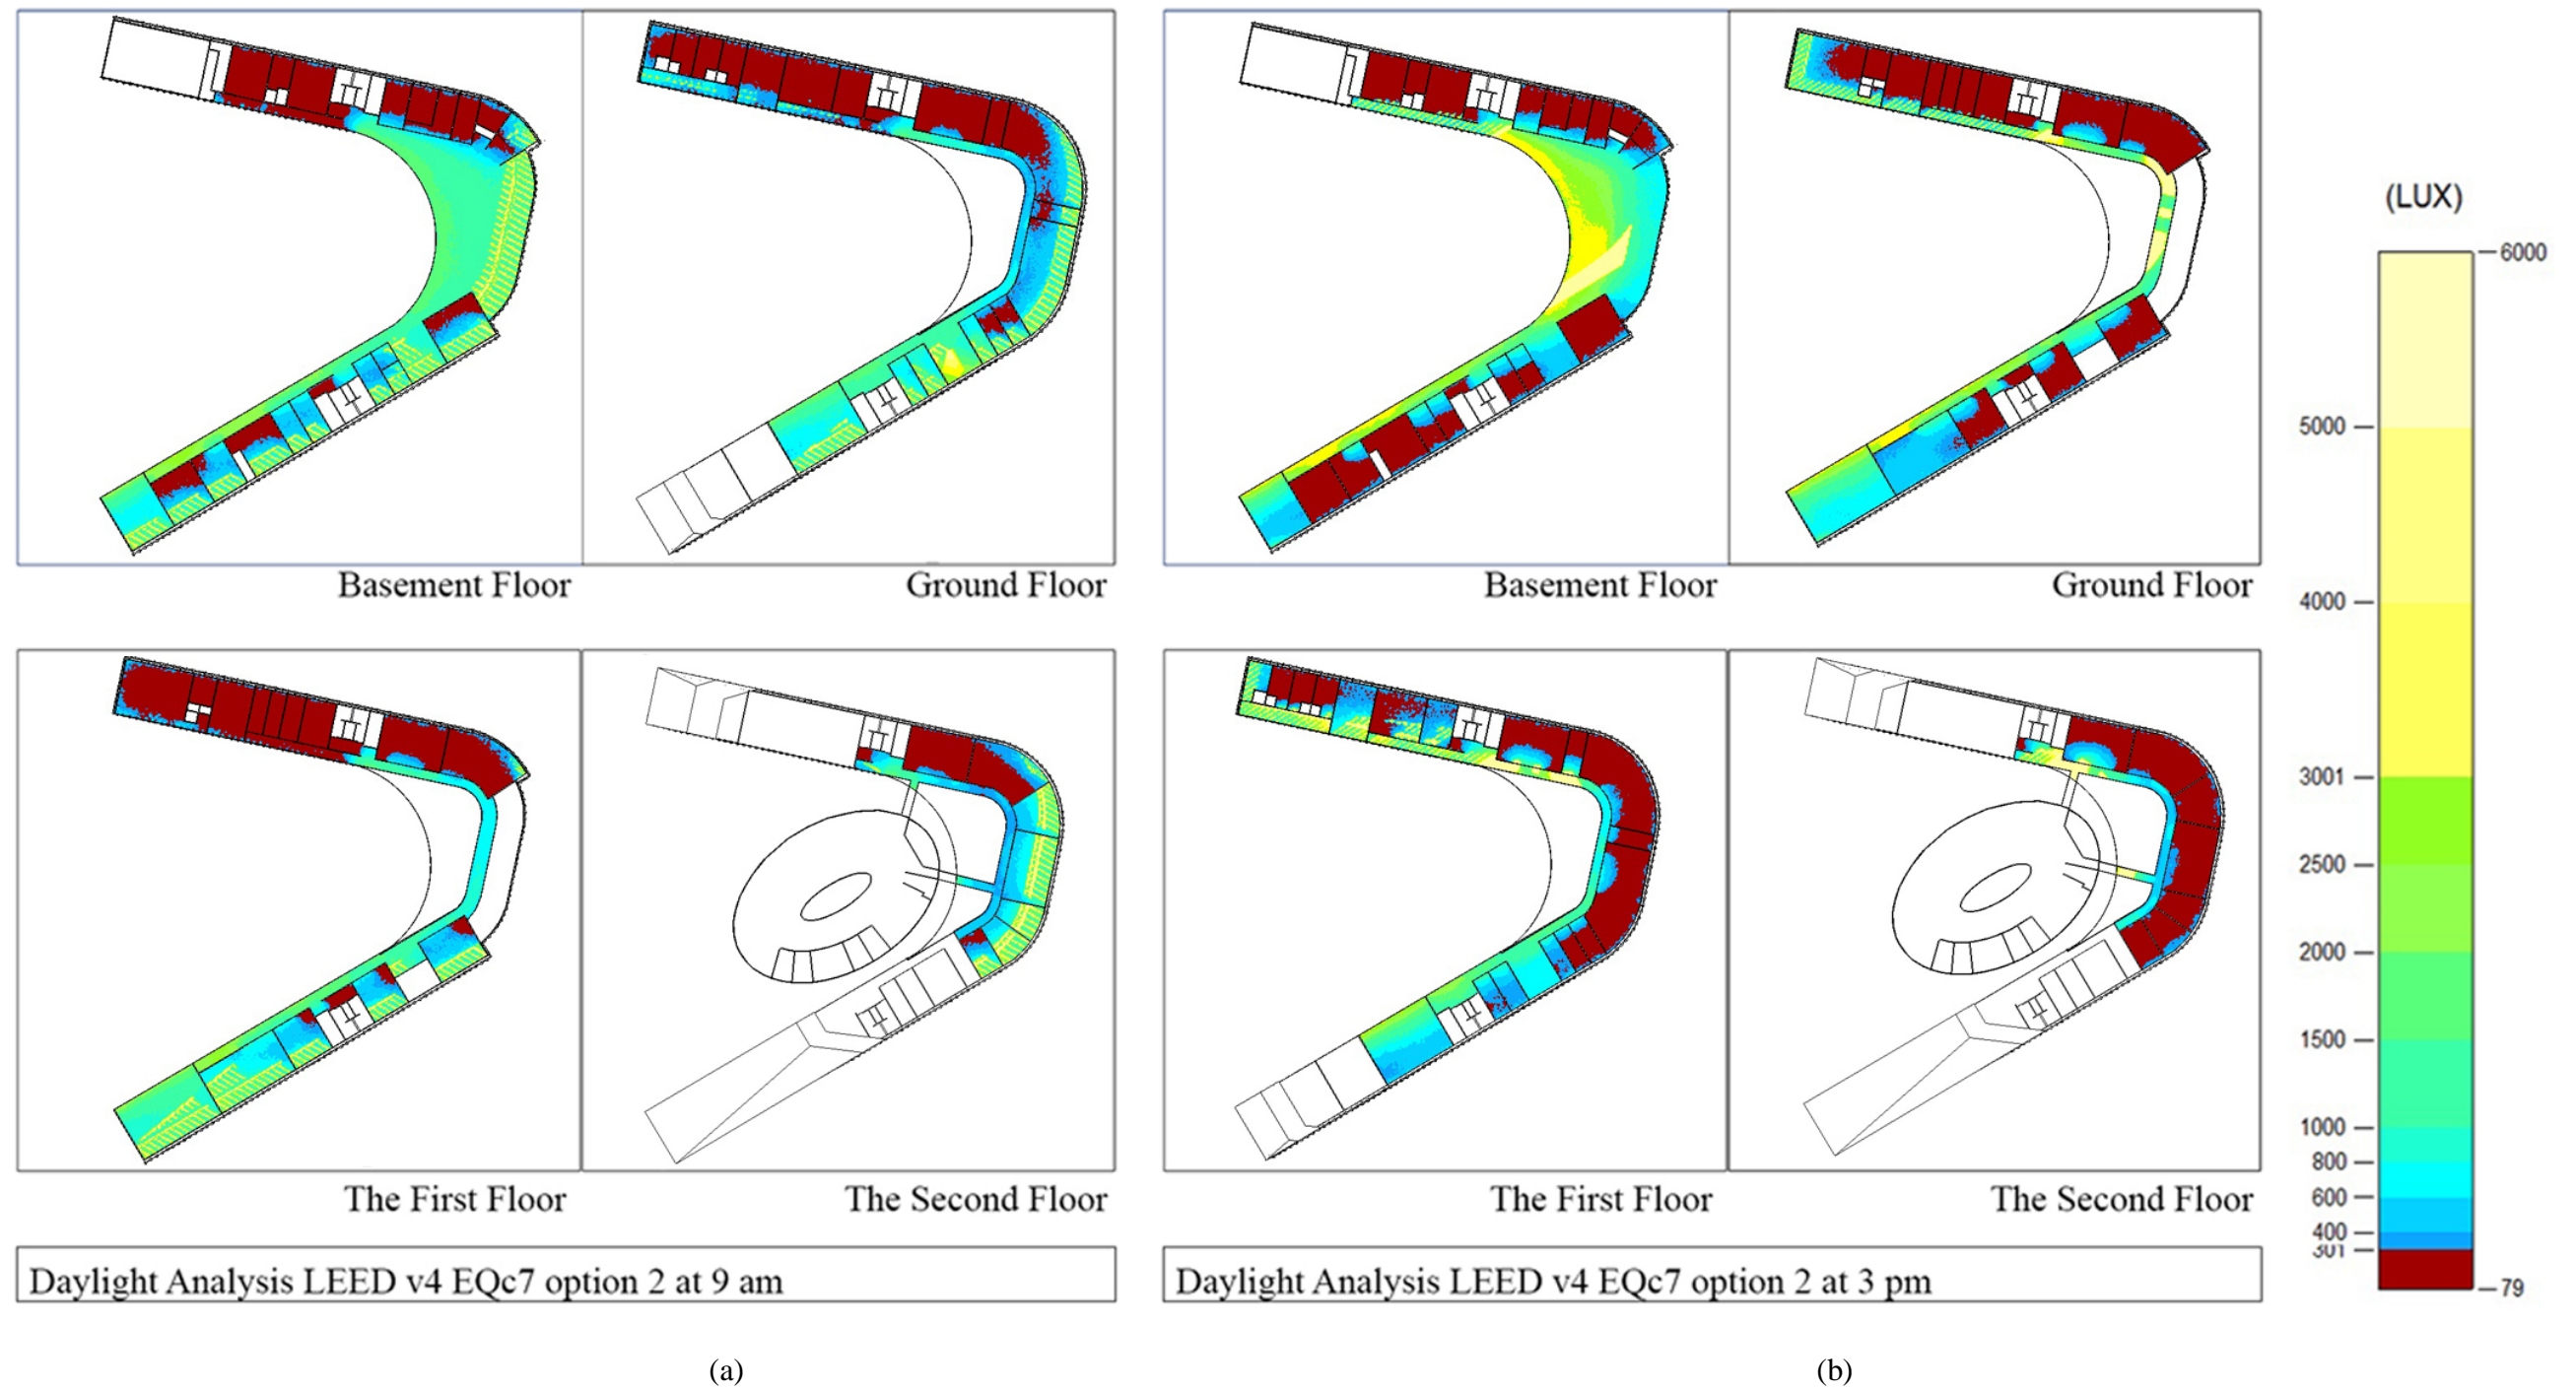 Basement Floor
Ground Floor
The First Floor
The Second Floor
Daylight Analysis LEED v4 EQc7 option 2 at 9 am
(a)
Basement Floor
Ground Floor
The First Floor
The Second Floor
Daylight Analysis LEED v4 EQc7 option 2 at 3 pm
(b)
(LUX)
6000
5000
4000
3001
2500
2000
1500
1000
800
600
400
301
79